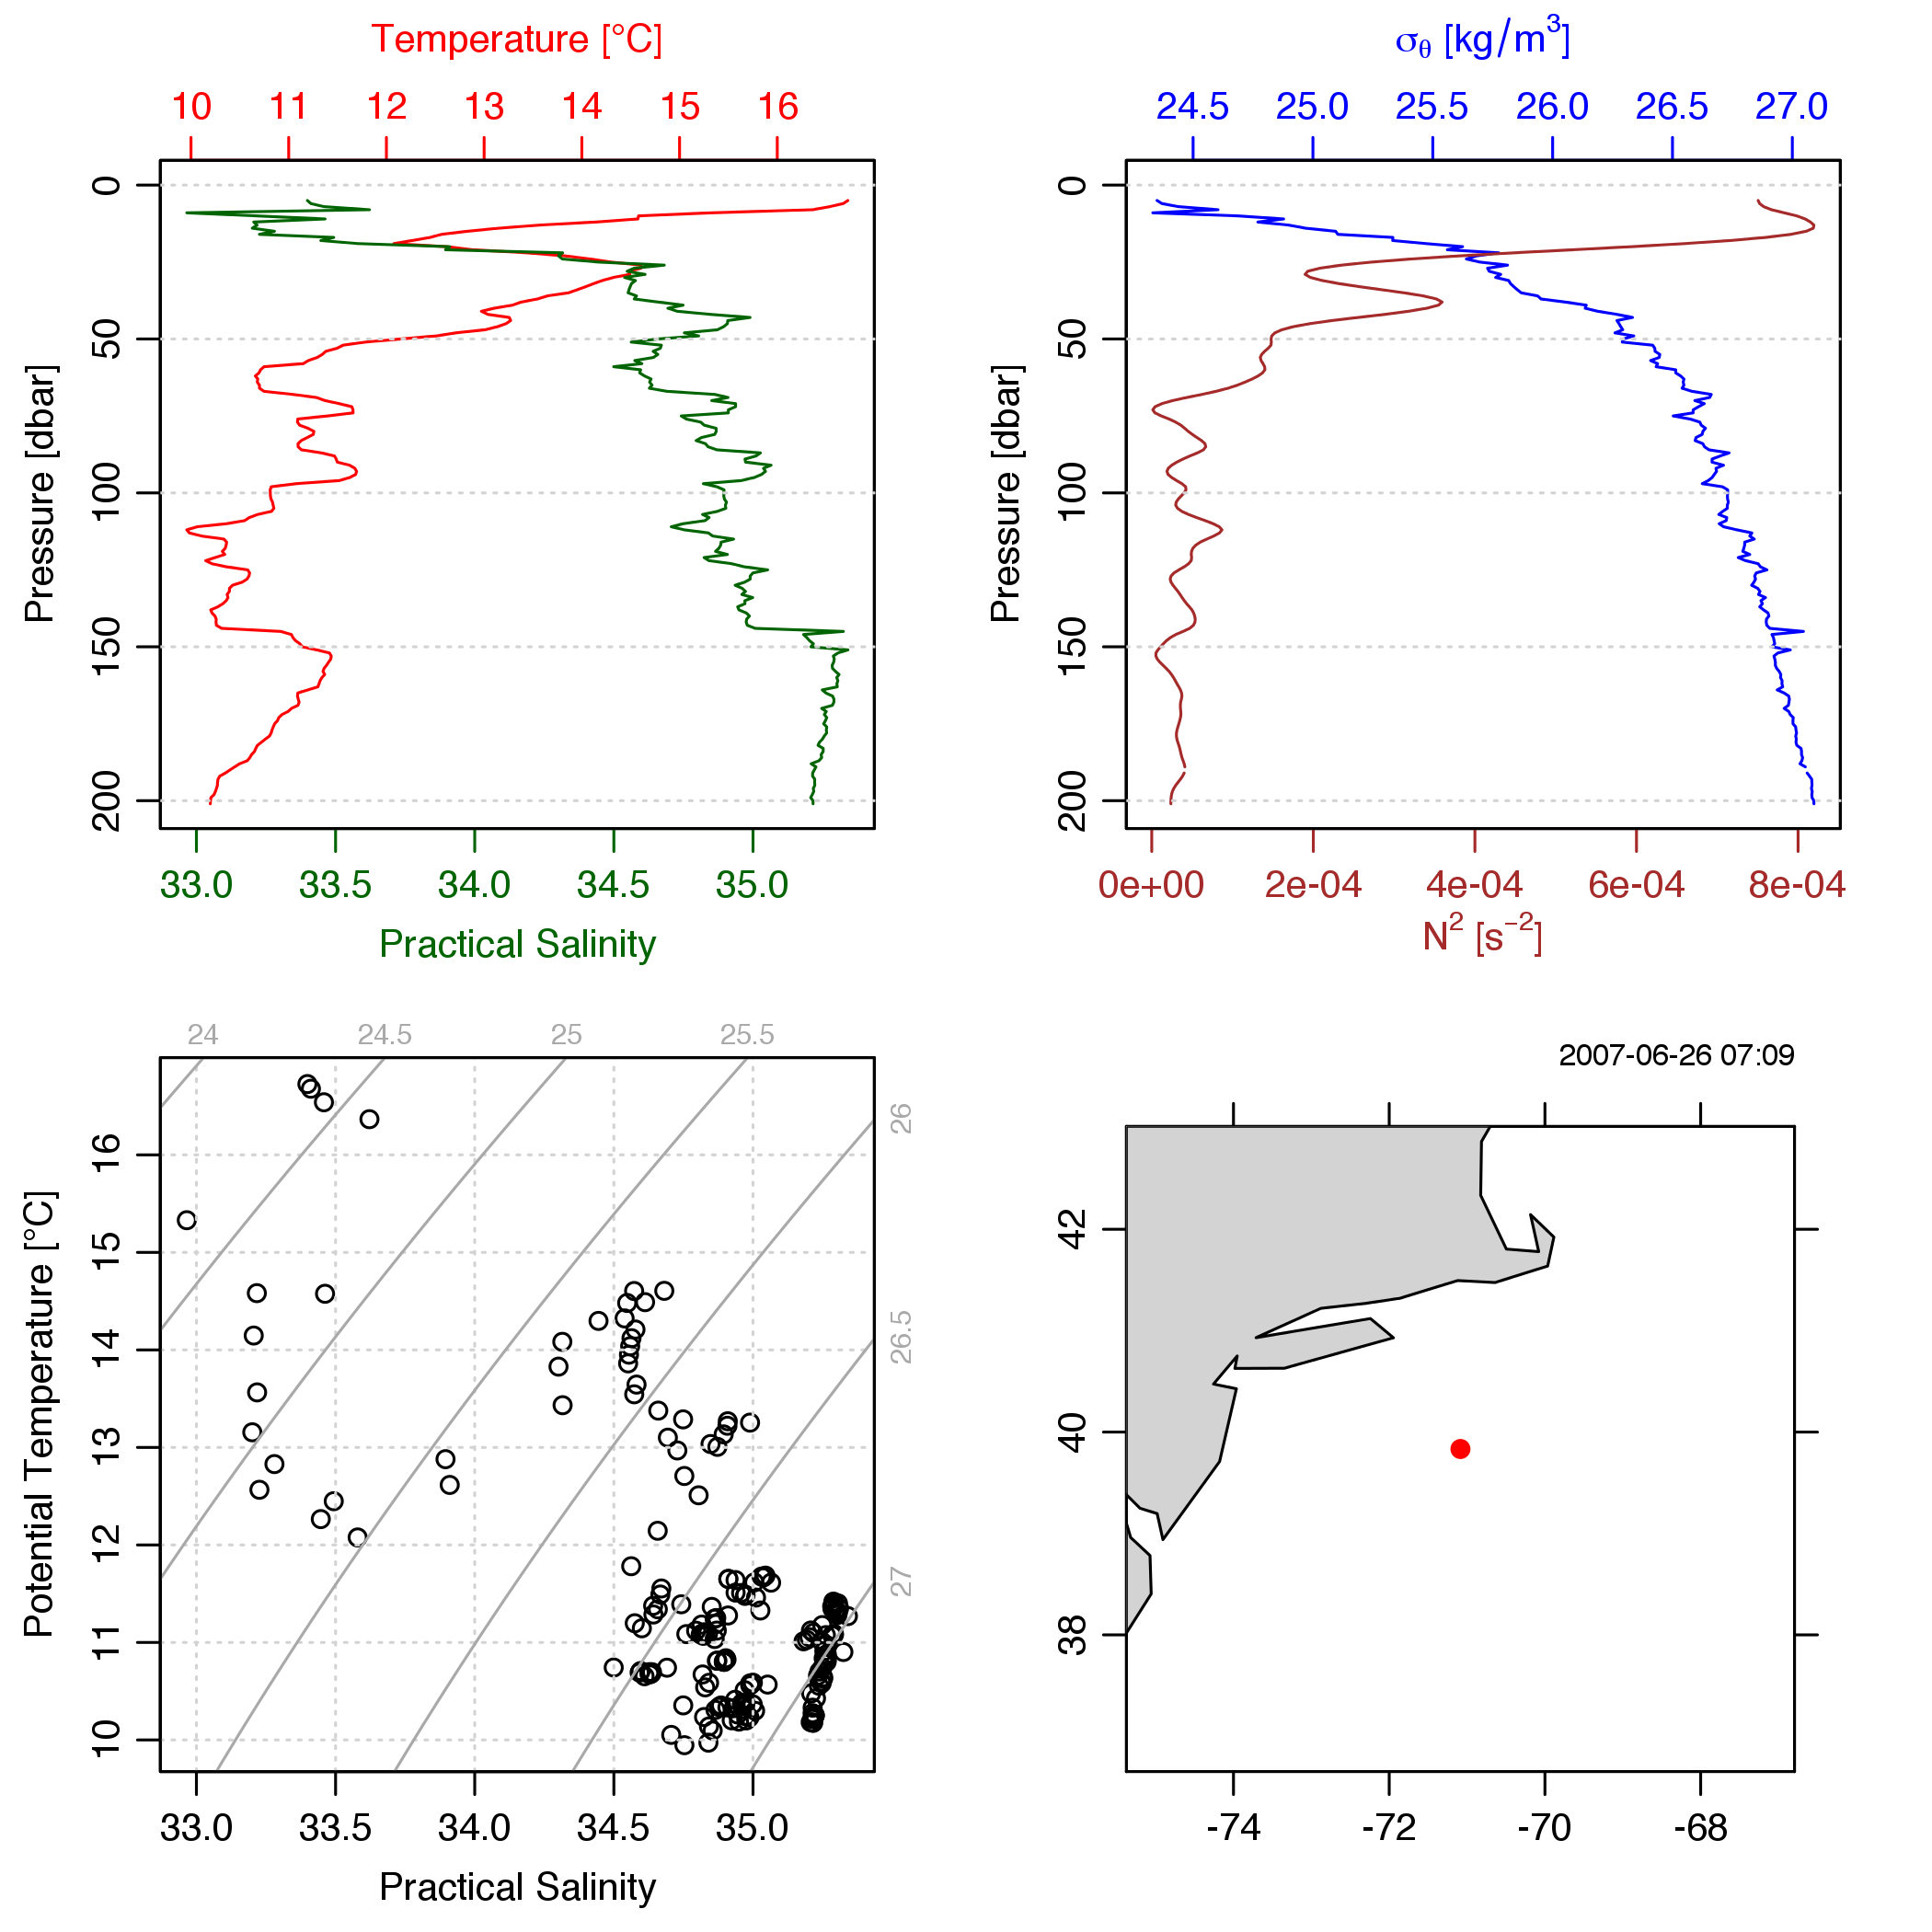 Temperature [°C]
10 11 12 13 14 15 16
0
50
100
150
200
Pressure [dbar]
33.0 33.5 34.0 34.5 35.0
Practical Salinity
σθ [kg/m³]
24.5 25.0 25.5 26.0 26.5 27.0
0
50
100
150
200
Pressure [dbar]
0e+00 2e-04 4e-04 6e-04 8e-04
N² [s⁻²]
24 24.5 25 25.5
26
26.5
27
16
15
14
13
12
11
10
Potential Temperature [°C]
33.0 33.5 34.0 34.5 35.0
Practical Salinity
2007-06-26 07:09
42
40
38
-74 -72 -70 -68